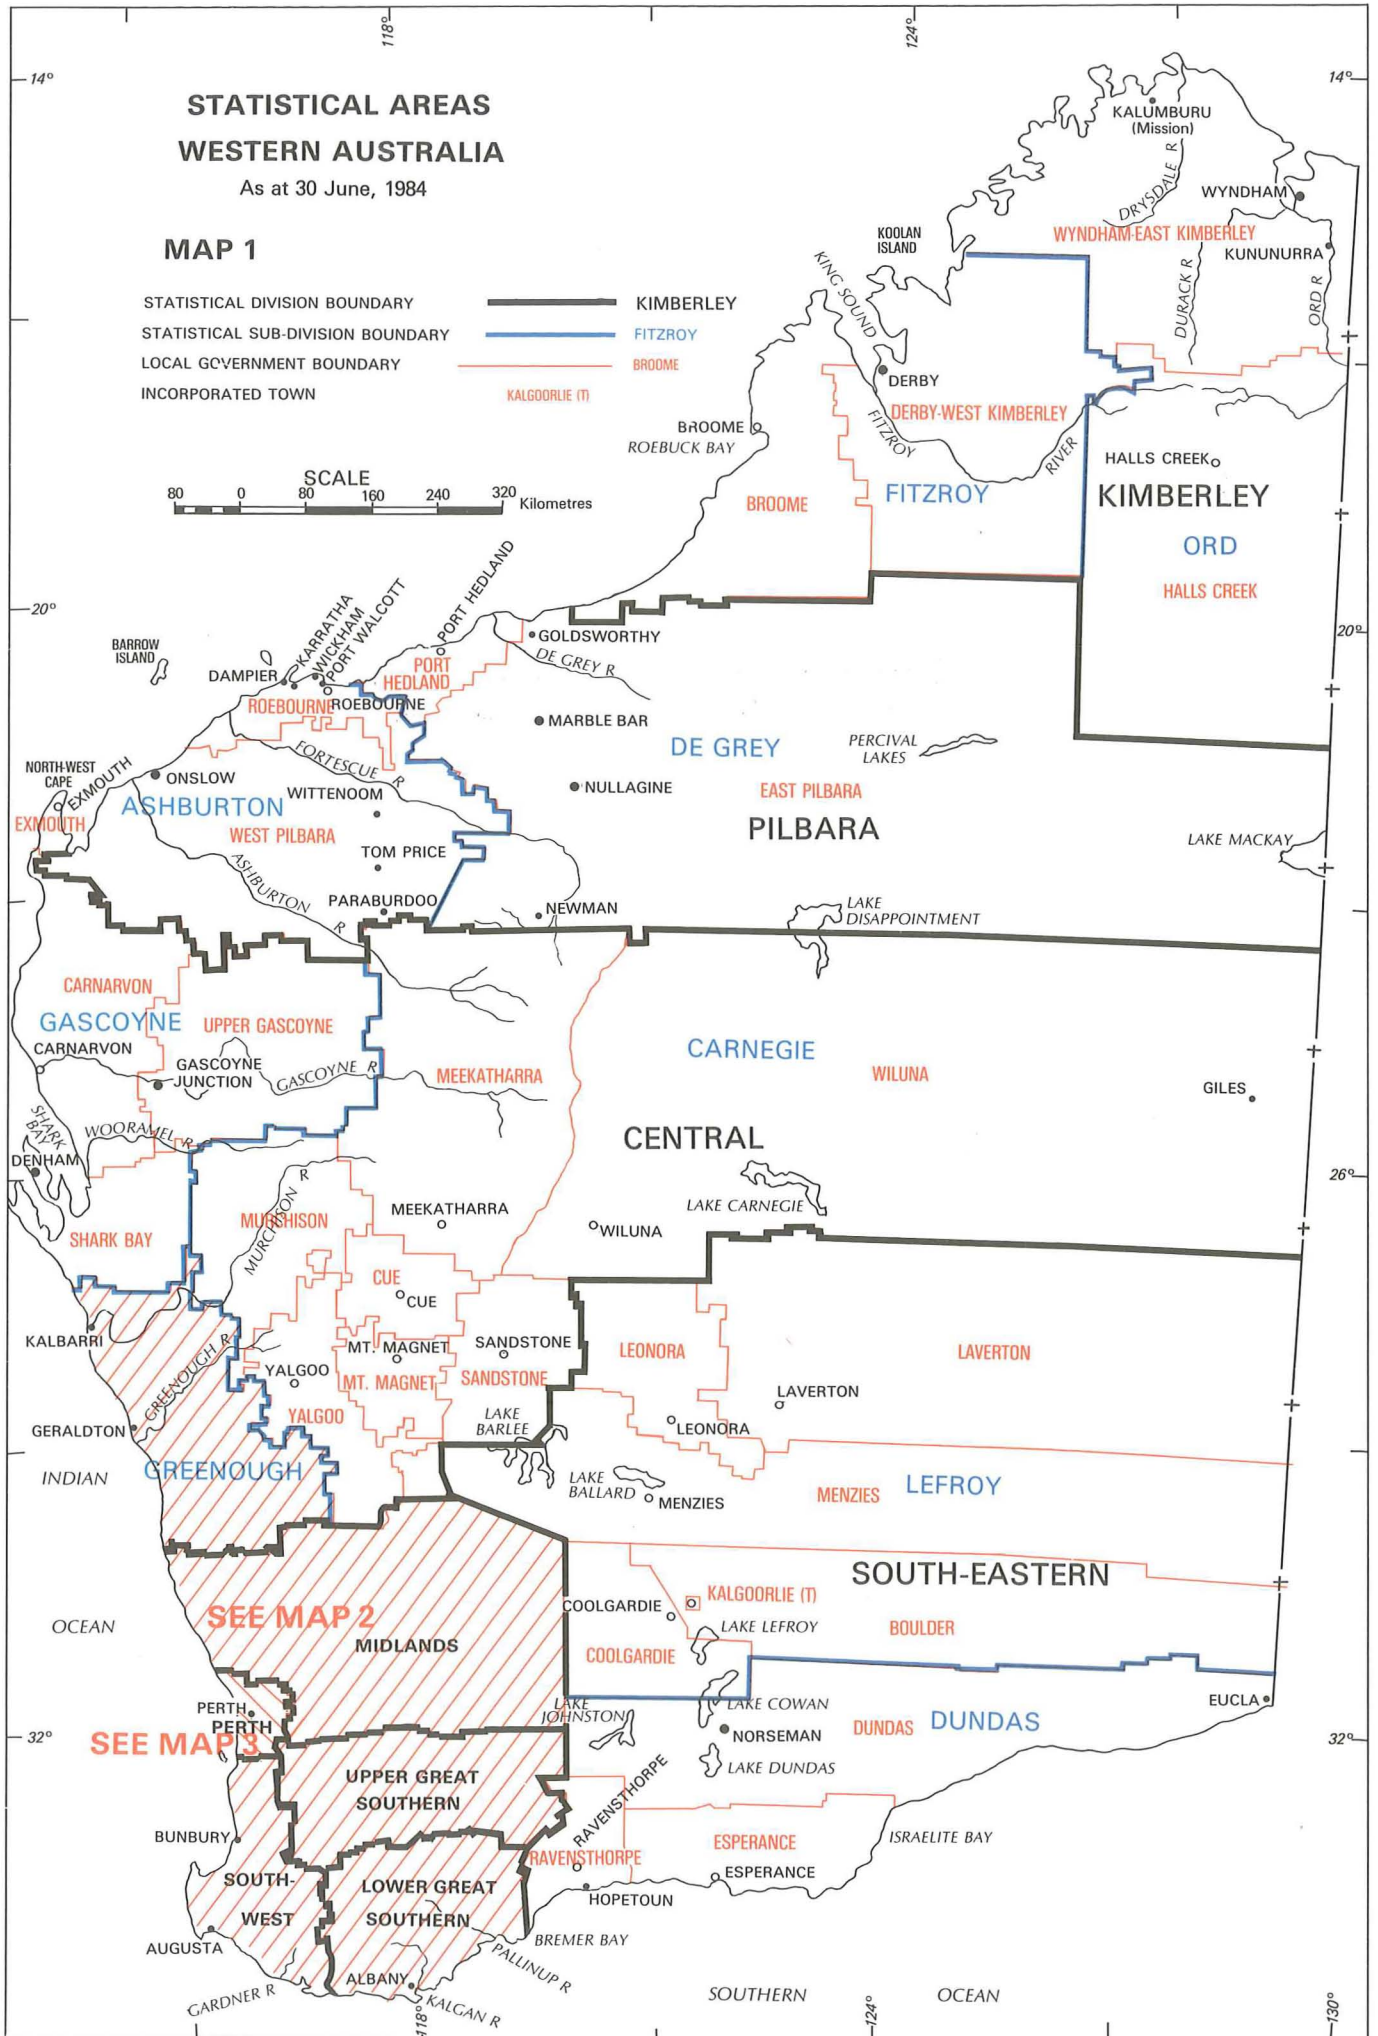 118°
124°
14°
14°
STATISTICAL AREAS
WESTERN AUSTRALIA
As at 30 June, 1984
MAP 1
STATISTICAL DIVISION BOUNDARY KIMBERLEY
STATISTICAL SUB-DIVISION BOUNDARY FITZROY
LOCAL GOVERNMENT BOUNDARY BROOME
INCORPORATED TOWN KALGOORLIE (T)
SCALE
80 0 80 160 240 320 Kilometres
KALUMBURU
(Mission)
DRYSDALE R
WYNDHAM
WYNDHAM-EAST KIMBERLEY
KUNUNURRA
KOOLAN
ISLAND
KING SOUND
DURACK R
ORD R
DERBY
DERBY-WEST KIMBERLEY
FITZROY
RIVER
BROOME
ROEBUCK BAY
HALLS CREEK
BROOME
FITZROY
KIMBERLEY
ORD
HALLS CREEK
20°
20°
PORT HEDLAND
KARRATHA
WICKHAM
PORT WALCOTT
BARROW
ISLAND
DAMPIER
GOLDSWORTHY
DE GREY R
PORT
HEDLAND
ROEBOURNE
ROEBOURNE
MARBLE BAR
DE GREY
PERCIVAL
LAKES
FORTESCUE R
NORTH-WEST
CAPE
EXMOUTH
ONSLOW
WITTENOOM
NULLAGINE
EAST PILBARA
ASHBURTON
EXMOUTH
WEST PILBARA
PILBARA
LAKE MACKAY
TOM PRICE
ASHBURTON R
PARABURDOO
NEWMAN
LAKE
DISAPPOINTMENT
CARNARVON
GASCOYNE
UPPER GASCOYNE
CARNARVON
GASCOYNE
JUNCTION
GASCOYNE R
MEEKATHARRA
CARNEGIE
WILUNA
GILES
SHARK
BAY
WOORAMEL R
DENHAM
CENTRAL
26°
MURCHISON R
MURCHISON
MEEKATHARRA
WILUNA
LAKE CARNEGIE
SHARK BAY
CUE
CUE
KALBARRI
GREENOUGH R
MT. MAGNET
SANDSTONE
LEONORA
LAVERTON
YALGOO
MT. MAGNET
SANDSTONE
LAVERTON
YALGOO
LAKE
BARLEE
LEONORA
GERALDTON
INDIAN
GREENOUGH
LAKE
BALLARD
MENZIES
MENZIES
LEFROY
SOUTH-EASTERN
KALGOORLIE (T)
COOLGARDIE
OCEAN
SEE MAP 2
MIDLANDS
LAKE LEFROY
BOULDER
COOLGARDIE
PERTH
PERTH
SEE MAP 3
LAKE
JOHNSTON
LAKE COWAN
EUCLA
32°
32°
NORSEMAN
DUNDAS
DUNDAS
LAKE DUNDAS
UPPER GREAT
SOUTHERN
RAVENSTHORPE
BUNBURY
RAVENSTHORPE
ESPERANCE
ISRAELITE BAY
ESPERANCE
SOUTH-
WEST
LOWER GREAT
SOUTHERN
HOPETOUN
AUGUSTA
BREMER BAY
PALLINUP R
ALBANY
GARDNER R
KALGAN R
SOUTHERN OCEAN
118°
124°
130°